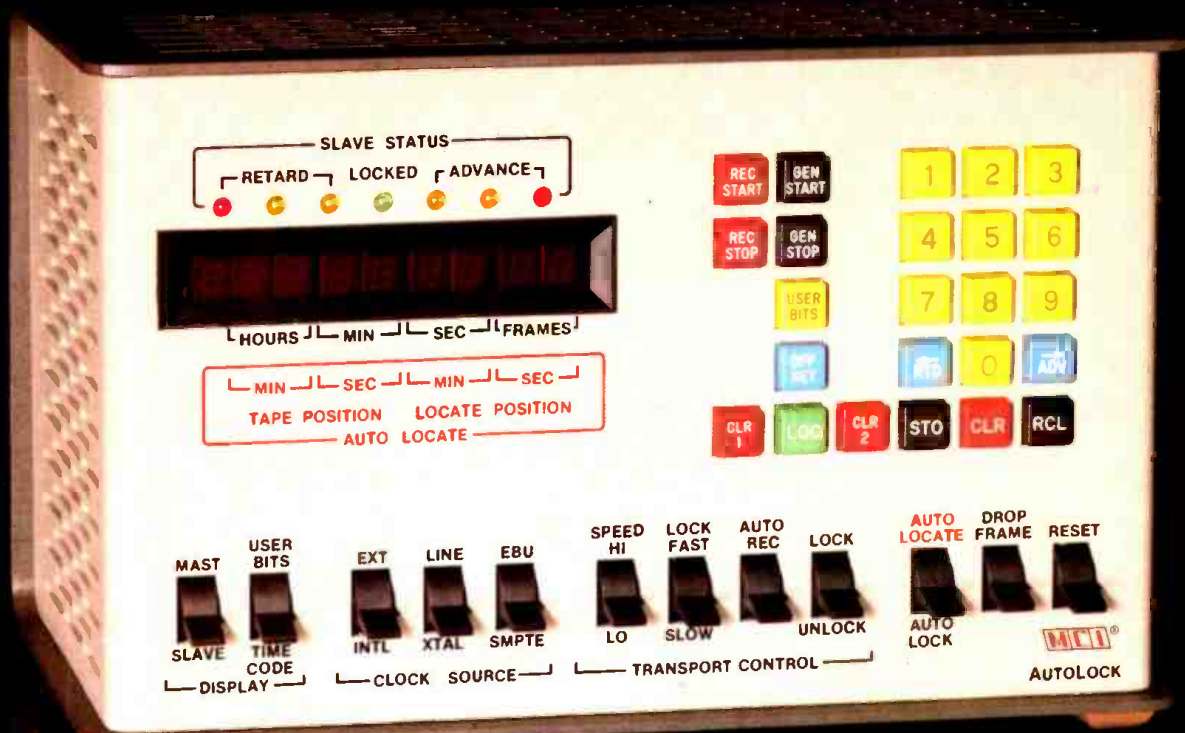 SLAVE STATUS
RETARD LOCKED ADVANCE
HOURS MIN SEC FRAMES
MIN SEC MIN SEC
TAPE POSITION LOCATE POSITION
AUTO LOCATE
REC START GEN START
REC STOP GEN STOP
USER BITS
1 2 3
4 5 6
7 8 9
RTD 0 ADV
CLR 1 LOC CLR 2 STO CLR RCL
MAST
SLAVE
USER BITS
TIME CODE
DISPLAY
EXT
INTL
LINE
XTAL
EBU
SMPTE
CLOCK SOURCE
SPEED HI
LO
LOCK FAST
SLOW
AUTO REC
LOCK
UNLOCK
TRANSPORT CONTROL
AUTO LOCATE
AUTO LOCK
DROP FRAME
RESET
MCI®
AUTOLOCK